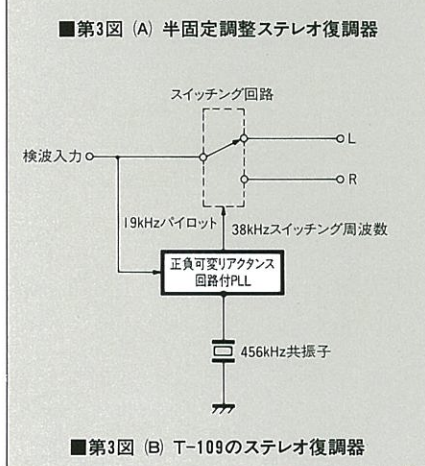 ■第3図 (A) 半固定調整ステレオ復調器
スイッチング回路
検波入力
L
R
19kHzパイロット
38kHzスイッチング周波数
正負可変リアクタンス
回路付PLL
456kHz共振子
■第3図 (B) T-109のステレオ復調器